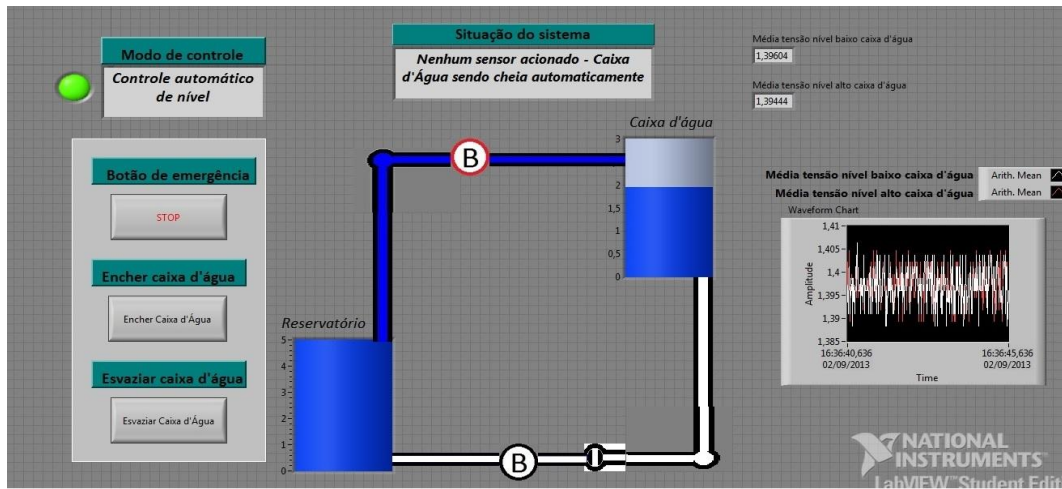 Modo de controle
Controle automático
de nível
Botão de emergência
STOP
Encher caixa d'água
Encher Caixa d'Água
Esvaziar caixa d'água
Esvaziar Caixa d'Água
Situação do sistema
Nenhum sensor acionado - Caixa
d'Água sendo cheia automaticamente
Média tensão nível baixo caixa d'água
1,39604
Média tensão nível alto caixa d'água
1,39444
Caixa d'água
3
2
1,5
1
0,5
0
B
Reservatório
5
4
3
2
1
0
B
Média tensão nível baixo caixa d'água
Arith. Mean
Média tensão nível alto caixa d'água
Arith. Mean
Waveform Chart
Amplitude
1,41
1,405
1,4
1,395
1,39
1,385
16:36:40,636
02/09/2013
16:36:45,636
02/09/2013
Time
NATIONAL
INSTRUMENTS
LabVIEW Student Edit